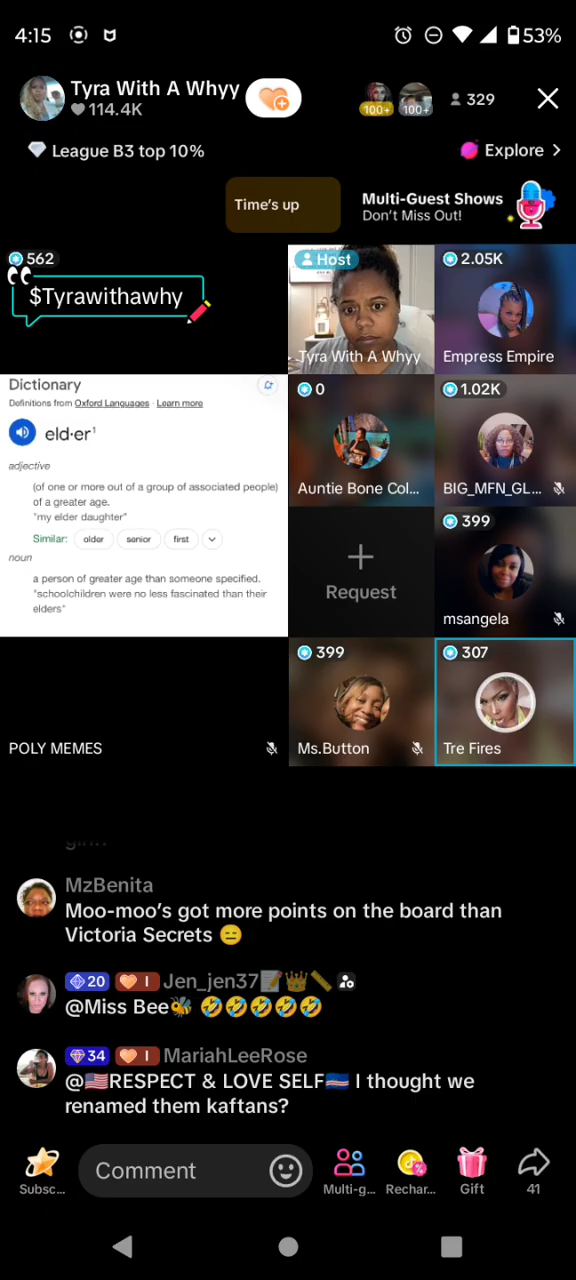 4:15
53%
Tyra With A Whyy
114.4K
100+
100+
329
League B3 top 10%
Explore
Time's up
Multi-Guest Shows
Don't Miss Out!
562
$Tyrawithawhy
Host
Tyra With A Whyy
2.05K
Empress Empire
Dictionary
Definitions from Oxford Languages · Learn more
eld·er1
adjective
(of one or more out of a group of associated people)
of a greater age.
"my elder daughter"
Similar: older senior first
noun
a person of greater age than someone specified.
"schoolchildren were no less fascinated than their
elders"
0
Auntie Bone Col...
1.02K
BIG_MFN_GL...
Request
399
msangela
POLY MEMES
399
Ms.Button
307
Tre Fires
MzBenita
Moo-moo's got more points on the board than
Victoria Secrets 😑
20 I Jen_jen37📝👑📏
@Miss Bee🐝 🤣🤣🤣🤣🤣
34 I MariahLeeRose
@🇺🇸RESPECT & LOVE SELF🇨🇻 I thought we
renamed them kaftans?
Comment
Subsc...
Multi-g...
Rechar...
Gift
41